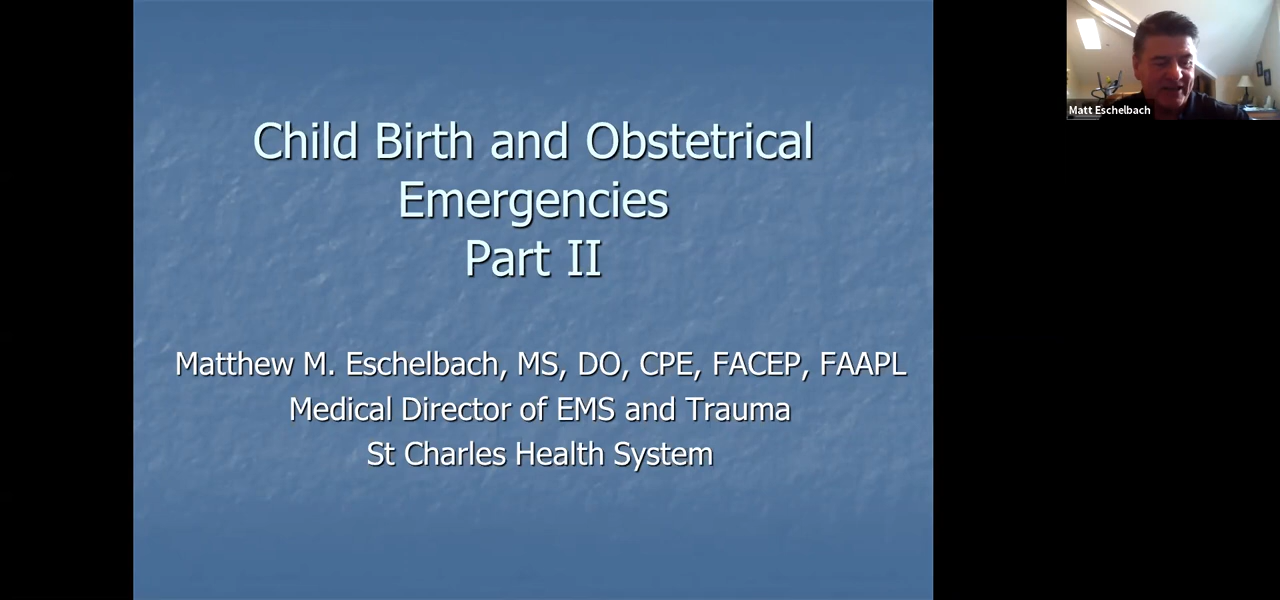 Child Birth and Obstetrical
Emergencies
Part II
Matthew M. Eschelbach, MS, DO, CPE, FACEP, FAAPL
Medical Director of EMS and Trauma
St Charles Health System
Matt Eschelbach